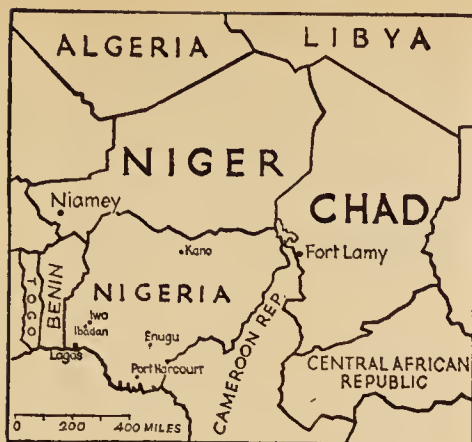 ALGERIA
LIBYA
NIGER
CHAD
Niamey
Kano
Fort Lamy
TOGO
BENIN
NIGERIA
Iwo
Ibadan
Lagos
Enugu
Port Harcourt
CAMEROON REP.
CENTRAL AFRICAN
REPUBLIC
0 200 400 MILES